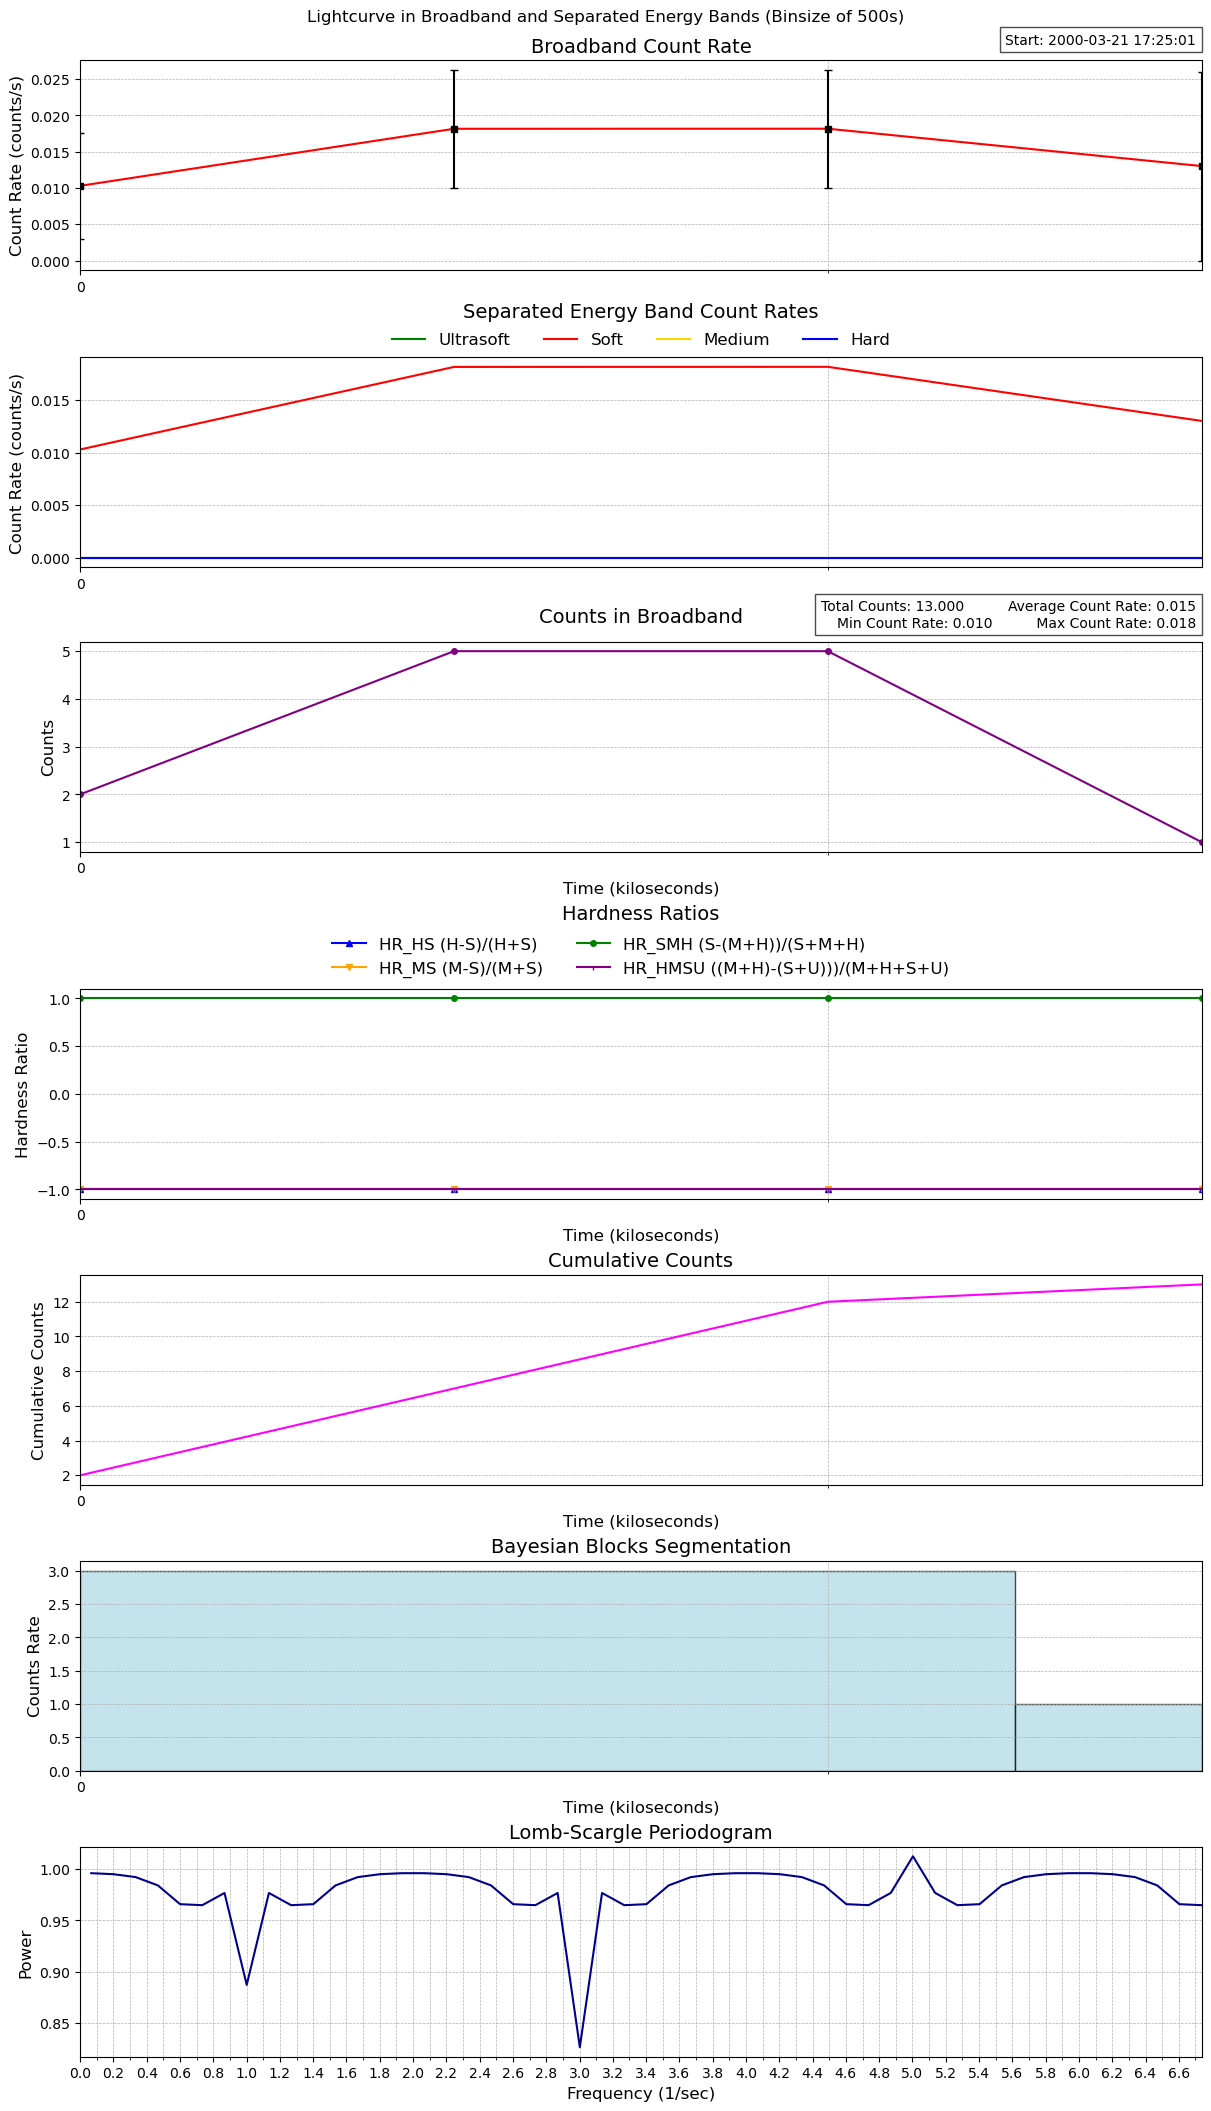 Lightcurve in Broadband and Separated Energy Bands (Binsize of 500s)
Start: 2000-03-21 17:25:01
Broadband Count Rate
Count Rate (counts/s)
0.025
0.020
0.015
0.010
0.005
0.000
0
Separated Energy Band Count Rates
Ultrasoft Soft Medium Hard
Count Rate (counts/s)
0.015
0.010
0.005
0.000
0
Counts in Broadband
Total Counts: 13.000 Average Count Rate: 0.015
Min Count Rate: 0.010 Max Count Rate: 0.018
Counts
5
4
3
2
1
0
Time (kiloseconds)
Hardness Ratios
HR_HS (H-S)/(H+S) HR_SMH (S-(M+H))/(S+M+H)
HR_MS (M-S)/(M+S) HR_HMSU ((M+H)-(S+U)))/(M+H+S+U)
Hardness Ratio
1.0
0.5
0.0
−0.5
−1.0
0
Time (kiloseconds)
Cumulative Counts
Cumulative Counts
12
10
8
6
4
2
0
Time (kiloseconds)
Bayesian Blocks Segmentation
Counts Rate
3.0
2.5
2.0
1.5
1.0
0.5
0.0
0
Time (kiloseconds)
Lomb-Scargle Periodogram
Power
1.00
0.95
0.90
0.85
0.0 0.2 0.4 0.6 0.8 1.0 1.2 1.4 1.6 1.8 2.0 2.2 2.4 2.6 2.8 3.0 3.2 3.4 3.6 3.8 4.0 4.2 4.4 4.6 4.8 5.0 5.2 5.4 5.6 5.8 6.0 6.2 6.4 6.6
Frequency (1/sec)